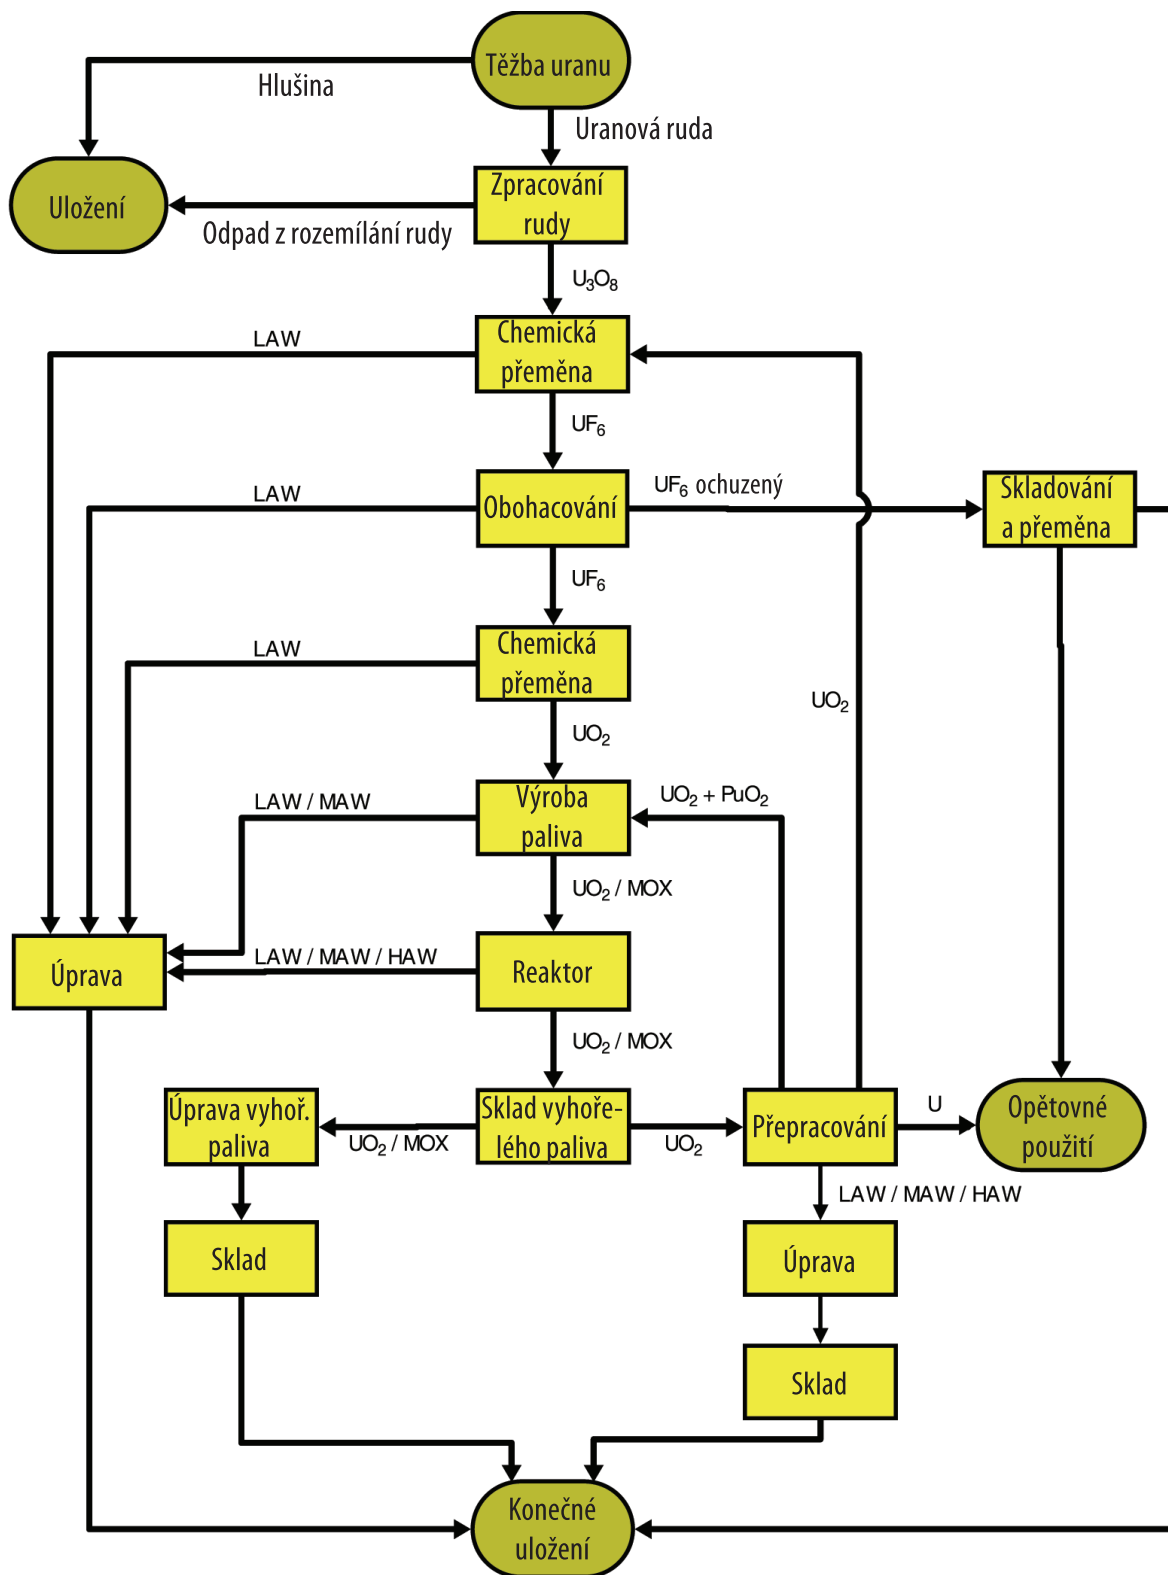 Těžba uranu
Hlušina
Uranová ruda
Zpracování
rudy
Uložení
Odpad z rozemílání rudy
U₃O₈
Chemická
přeměna
LAW
UF₆
Obohacování
LAW
UF₆ ochuzený
Skladování
a přeměna
UF₆
Chemická
přeměna
LAW
UO₂
UO₂
Výroba
paliva
LAW / MAW
UO₂ + PuO₂
UO₂ / MOX
Úprava
LAW / MAW / HAW
Reaktor
UO₂ / MOX
Úprava vyhoř.
paliva
UO₂ / MOX
Sklad vyhoře-
lého paliva
UO₂
Přepracování
U
Opětovné
použití
LAW / MAW / HAW
Sklad
Úprava
Sklad
Konečné
uložení